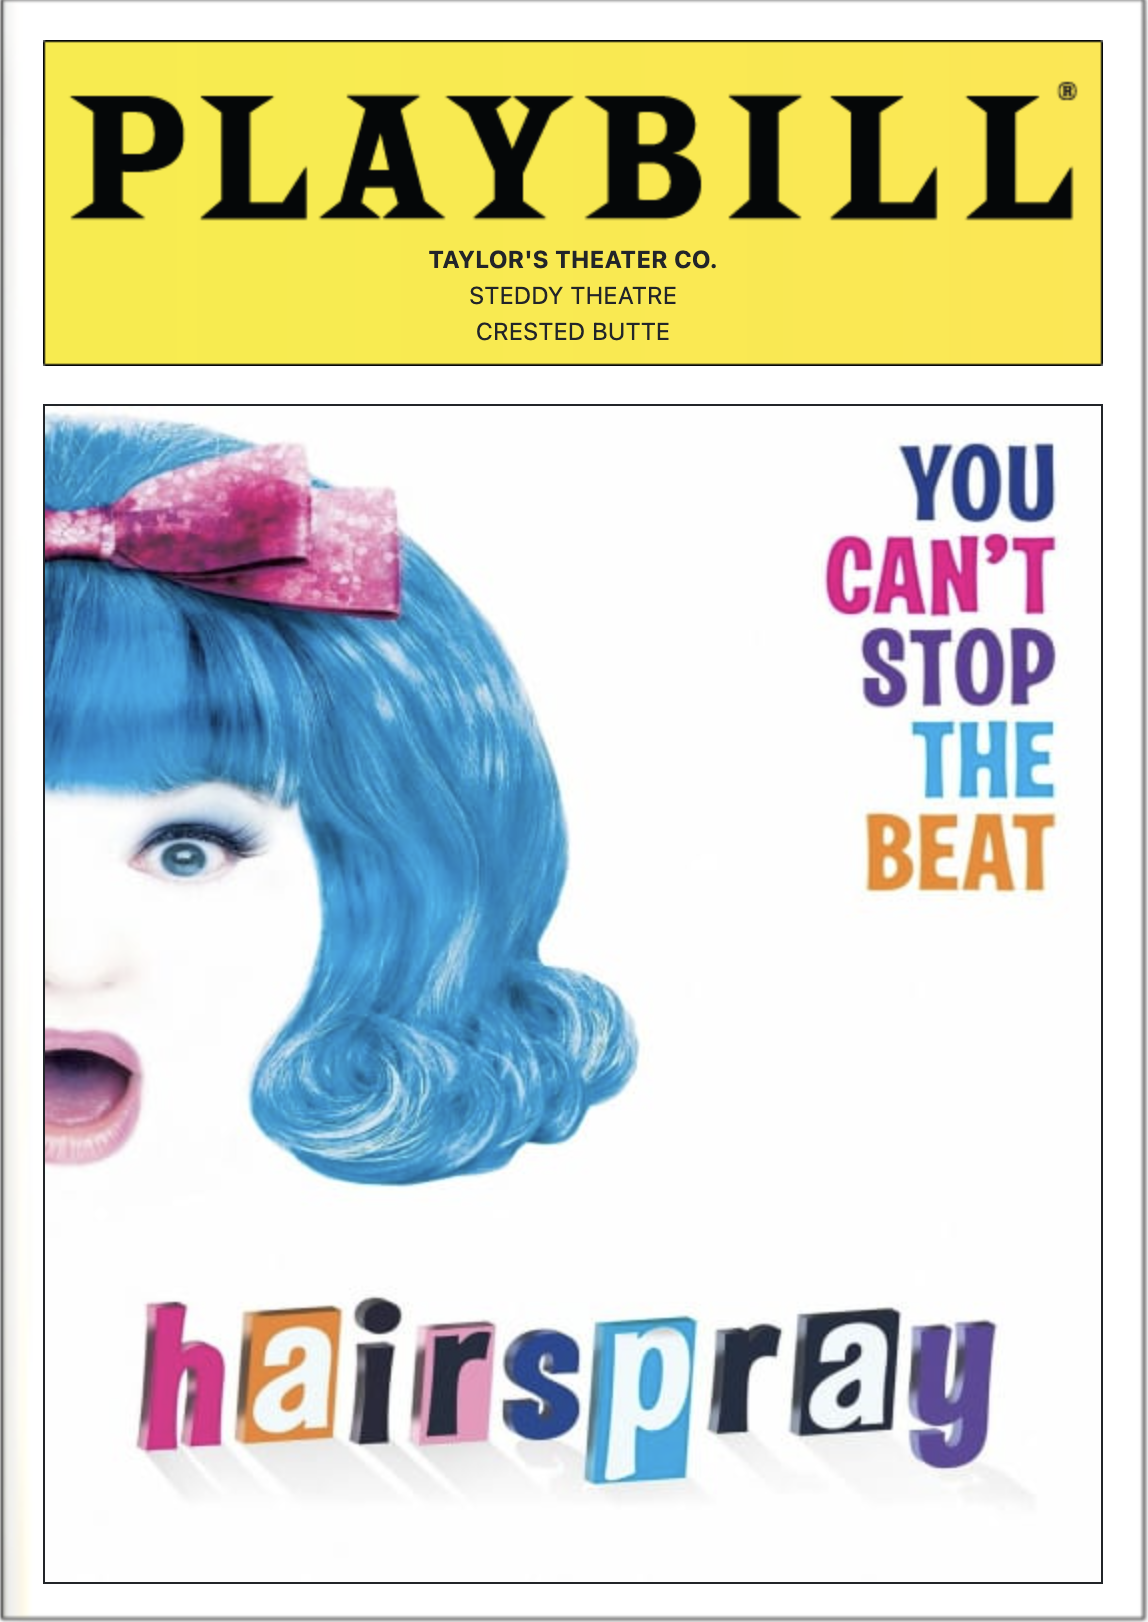 PLAYBILL®
TAYLOR'S THEATER CO.
STEDDY THEATRE
CRESTED BUTTE
YOU
CAN’T
STOP
THE
BEAT
hairspray